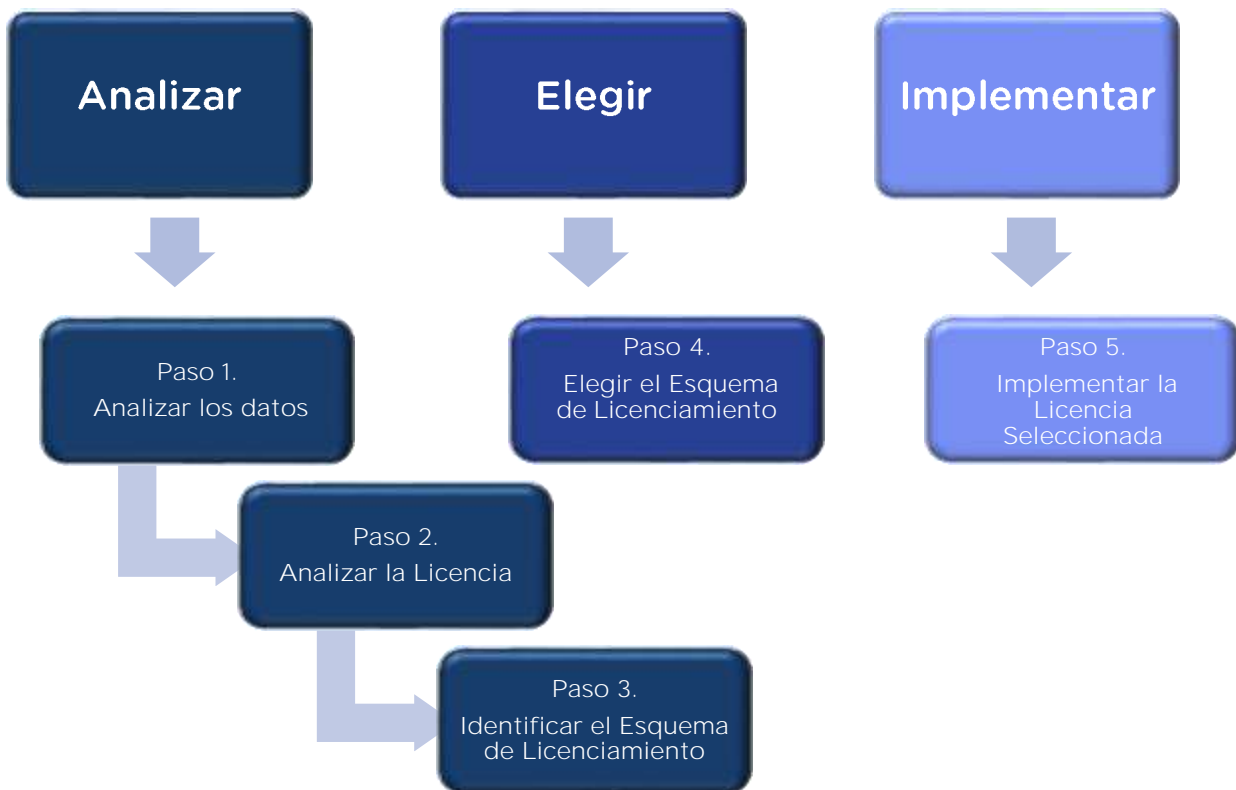 Analizar
Elegir
Implementar
Paso 1.
Analizar los datos
Paso 4.
Elegir el Esquema
de Licenciamiento
Paso 5.
Implementar la
Licencia
Seleccionada
Paso 2.
Analizar la Licencia
Paso 3.
Identificar el Esquema
de Licenciamiento